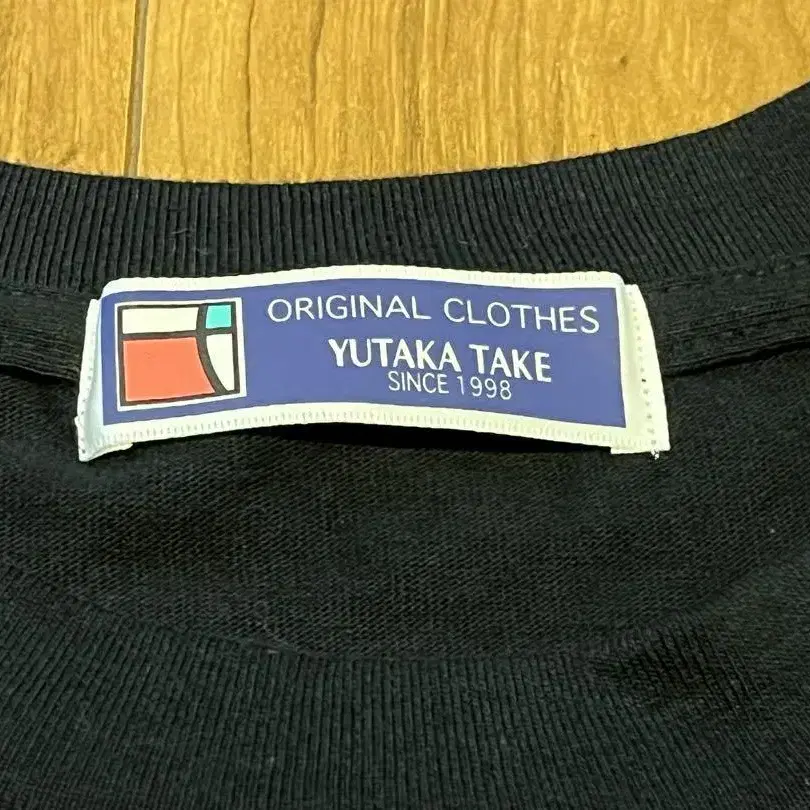 ORIGINAL CLOTHES
YUTAKA TAKE
SINCE 1998